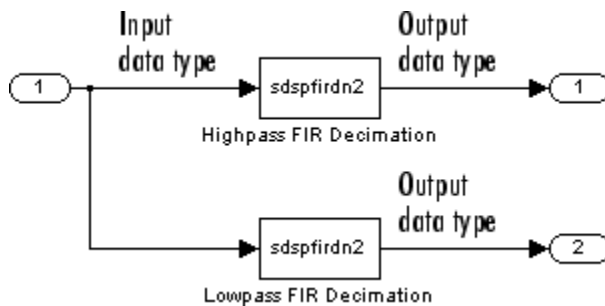 Input
data type
Output
data type
1
sdspfirdn2
1
Highpass FIR Decimation
Output
data type
sdspfirdn2
2
Lowpass FIR Decimation